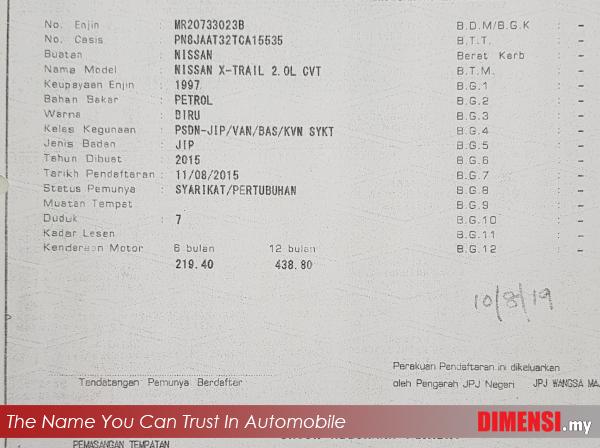 No. Enjin : MR20733023B B.D.M/B.G.K : -
No. Casis : PN8JAAT32TCA15535 B.T.T. : -
Buatan : NISSAN Berat Kerb : -
Nama Model : NISSAN X-TRAIL 2.0L CVT B.T.M. : -
Keupayaan Enjin : 1997 B.G.1 : -
Bahan Bakar : PETROL B.G.2 : -
Warna : BIRU B.G.3 : -
Kelas Kegunaan : PSDN-JIP/VAN/BAS/KVN SYKT B.G.4 : -
Jenis Badan : JIP B.G.5 : -
Tahun Dibuat : 2015 B.G.6 : -
Tarikh Pendaftaran : 11/08/2015 B.G.7 : -
Status Pemunya : SYARIKAT/PERTUBUHAN B.G.8 : -
Muatan Tempat B.G.9 : -
Duduk : 7 B.G.10 : -
Kadar Lesen B.G.11 : -
Kenderaan Motor 6 bulan 12 bulan B.G.12 : -
219.40 438.80
10/8/19
Perakuan Pendaftaran ini dikeluarkan
Tandatangan Pemunya Berdaftar
oleh Pengarah JPJ Negeri JPJ WANGSA MA
The Name You Can Trust In Automobile
DIMENSI.my
PEMASANGAN TEMPATAN